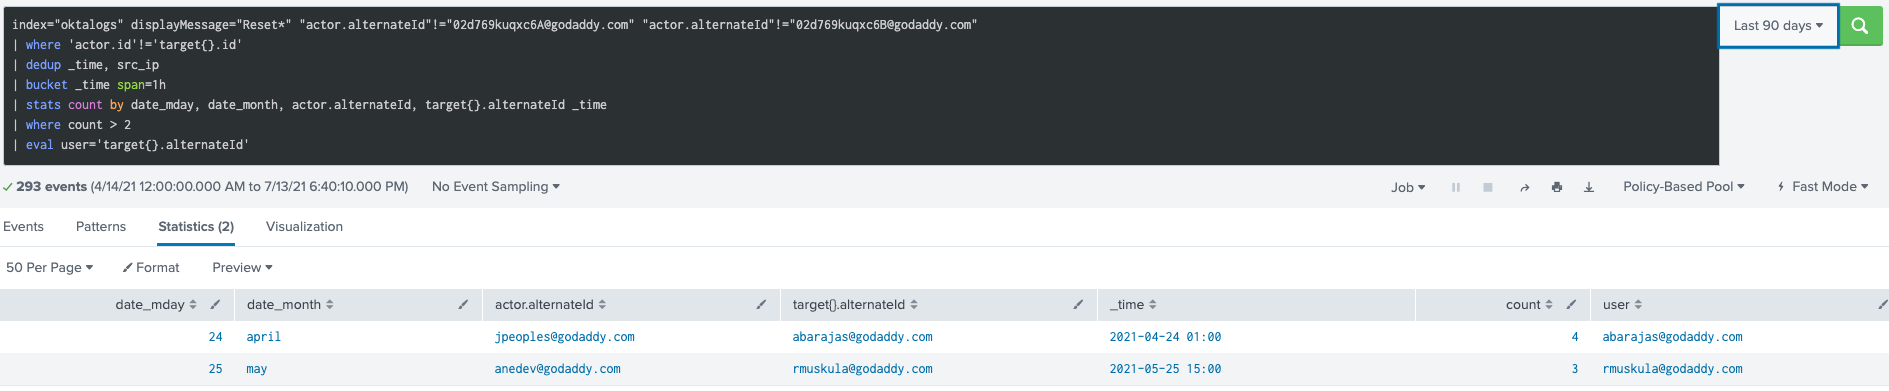 index="oktalogs" displayMessage="Reset*" "actor.alternateId"!="02d769kuqxc6A@godaddy.com" "actor.alternateId"!="02d769kuqxc6B@godaddy.com"
Last 90 days
| where 'actor.id'!='target{}.id'
| dedup _time, src_ip
| bucket _time span=1h
| stats count by date_mday, date_month, actor.alternateId, target{}.alternateId _time
| where count > 2
| eval user='target{}.alternateId'
293 events (4/14/21 12:00:00.000 AM to 7/13/21 6:40:10.000 PM) No Event Sampling Job Policy-Based Pool Fast Mode
Events Patterns Statistics (2) Visualization
50 Per Page Format Preview
date_mday date_month actor.alternateId target{}.alternateId _time count user
24 april jpeoples@godaddy.com abarajas@godaddy.com 2021-04-24 01:00 4 abarajas@godaddy.com
25 may anedev@godaddy.com rmuskula@godaddy.com 2021-05-25 15:00 3 rmuskula@godaddy.com